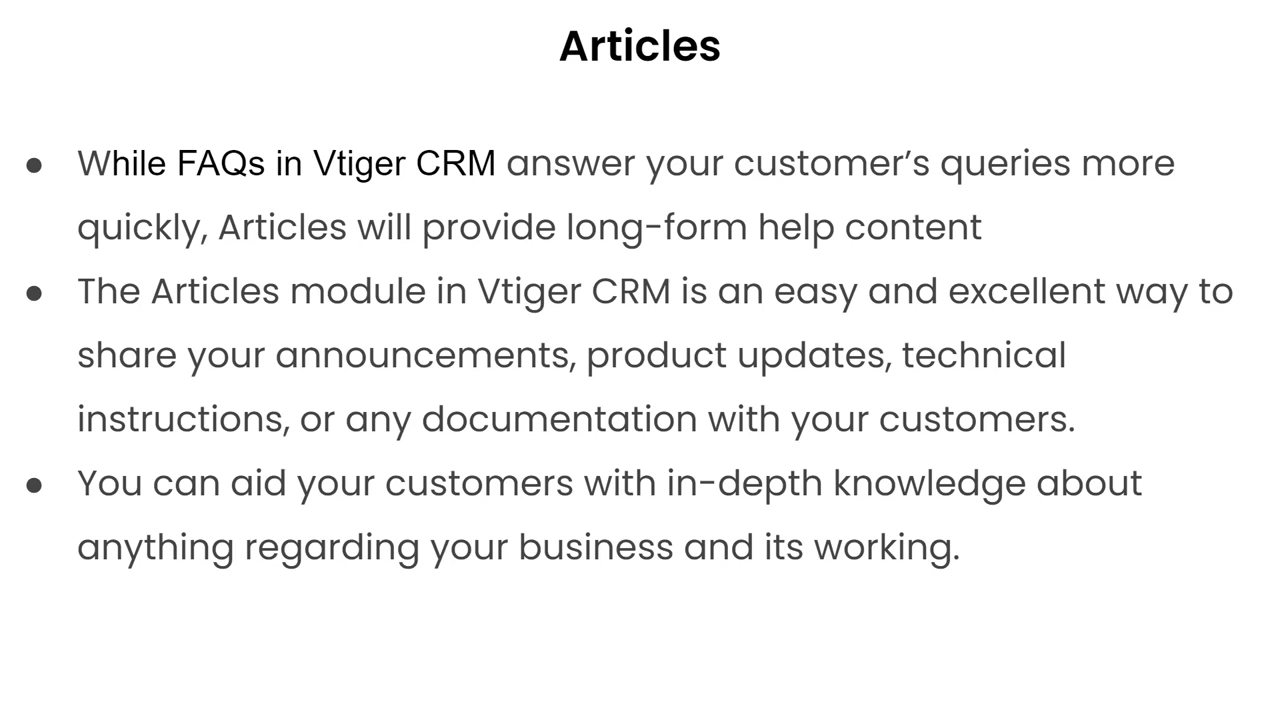 Articles
● While FAQs in Vtiger CRM answer your customer’s queries more
quickly, Articles will provide long-form help content
● The Articles module in Vtiger CRM is an easy and excellent way to
share your announcements, product updates, technical
instructions, or any documentation with your customers.
● You can aid your customers with in-depth knowledge about
anything regarding your business and its working.